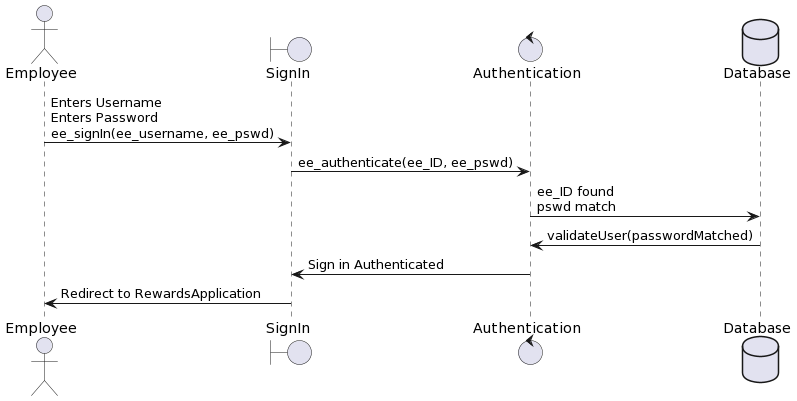 Employee
SignIn
Authentication
Database
Enters Username
Enters Password
ee_signIn(ee_username, ee_pswd)
ee_authenticate(ee_ID, ee_pswd)
ee_ID found
pswd match
validateUser(passwordMatched)
Sign in Authenticated
Redirect to RewardsApplication
Employee
SignIn
Authentication
Database